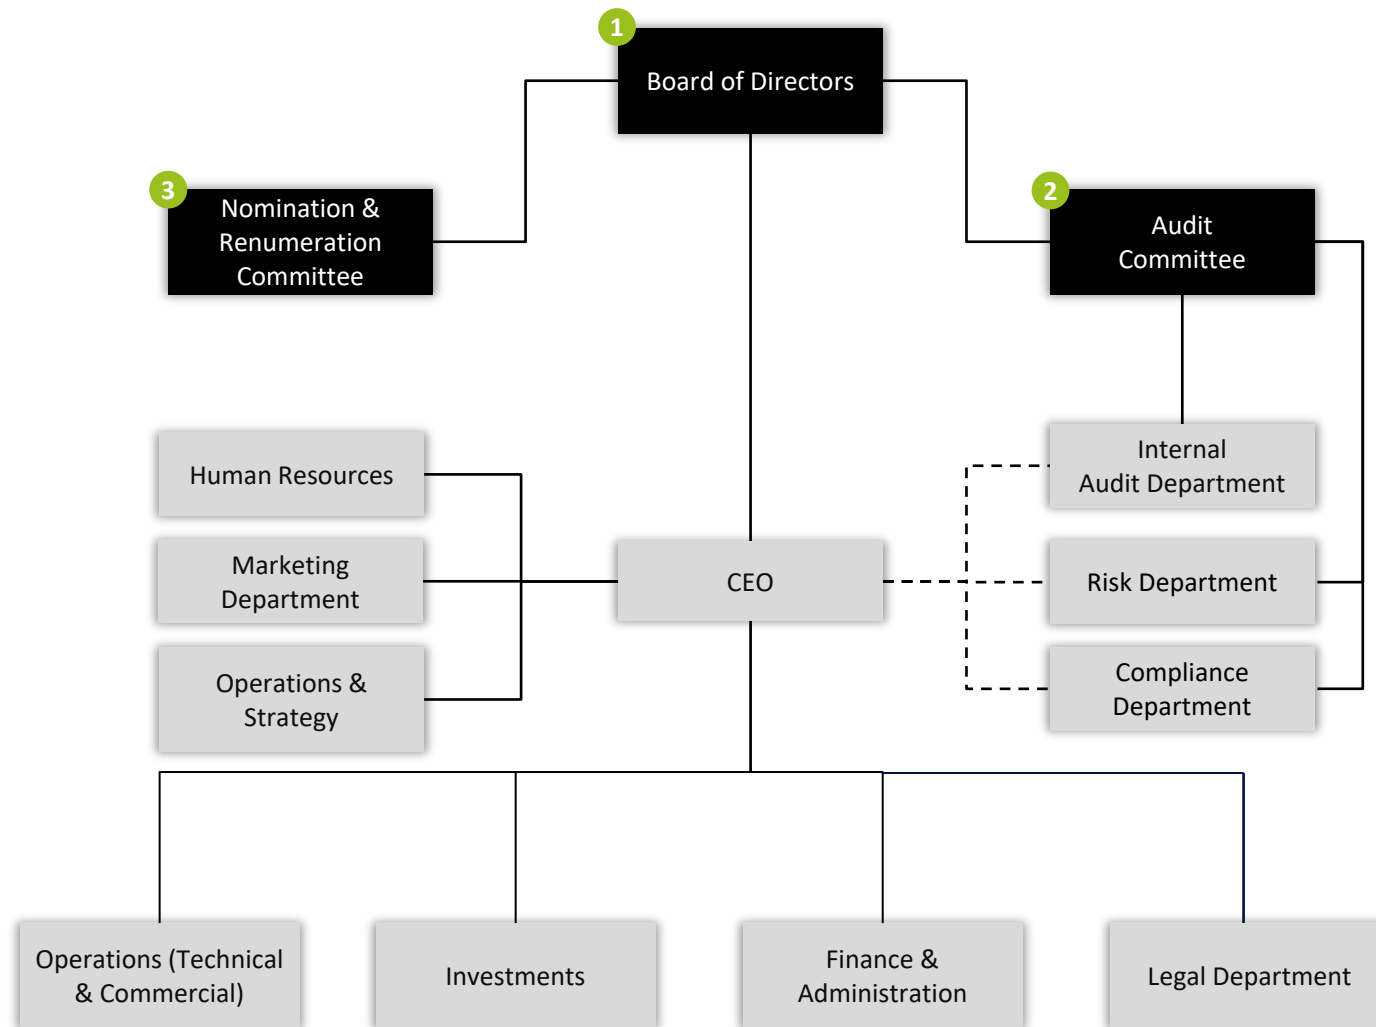 1
Board of Directors
3
Nomination &
Renumeration
Committee
2
Audit
Committee
Human Resources
Internal
Audit Department
Marketing
Department
CEO
Risk Department
Operations &
Strategy
Compliance
Department
Operations (Technical
& Commercial)
Investments
Finance &
Administration
Legal Department